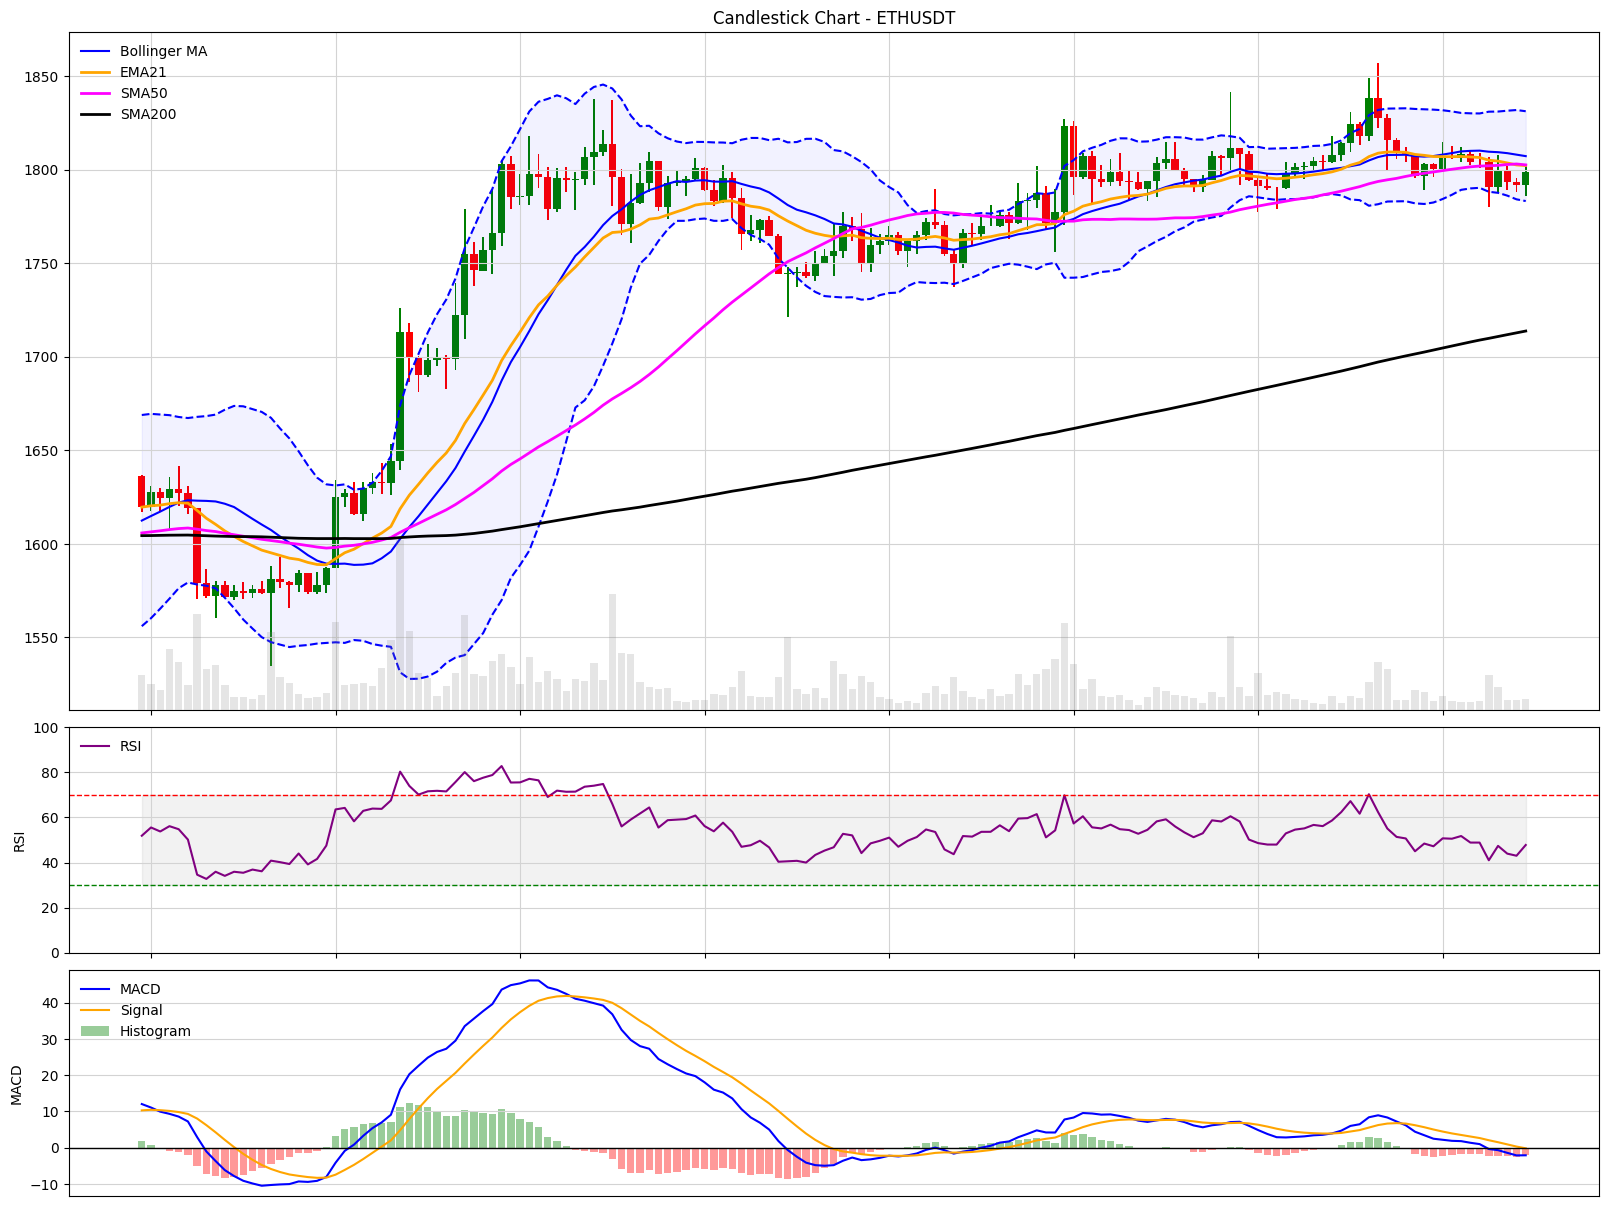 Candlestick Chart - ETHUSDT
Bollinger MA
EMA21
SMA50
SMA200
1850
1800
1750
1700
1650
1600
1550
RSI
RSI
100
80
60
40
20
0
MACD
Signal
Histogram
MACD
40
30
20
10
0
−10